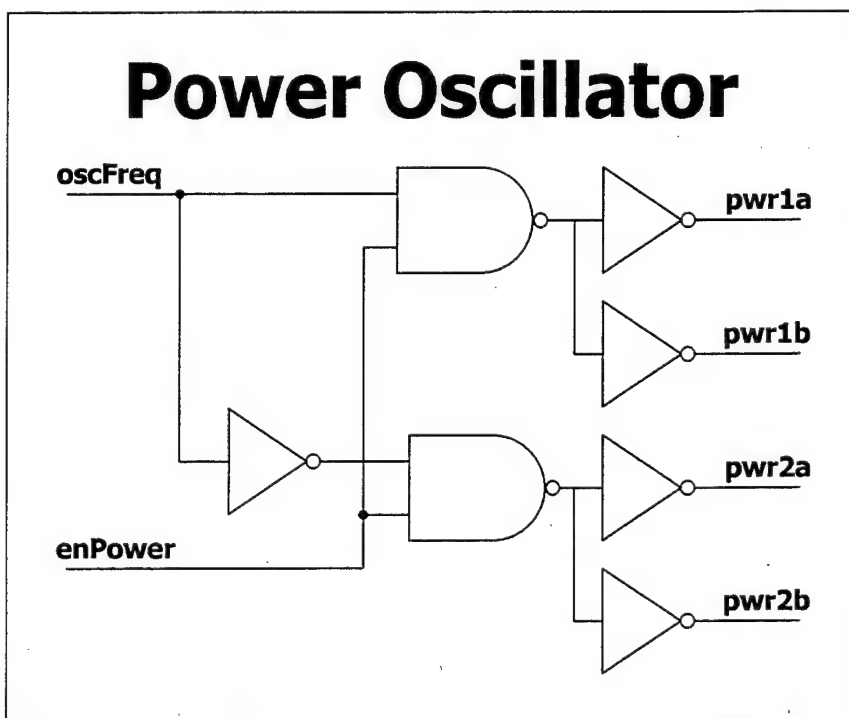 Power Oscillator
oscFreq
pwr1a
pwr1b
pwr2a
enPower
pwr2b